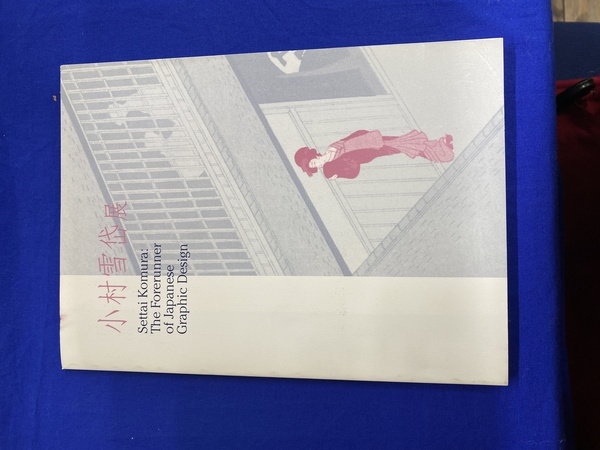 小村雪岱展
Settai Komura:
The Forerunner
of Japanese
Graphic Design